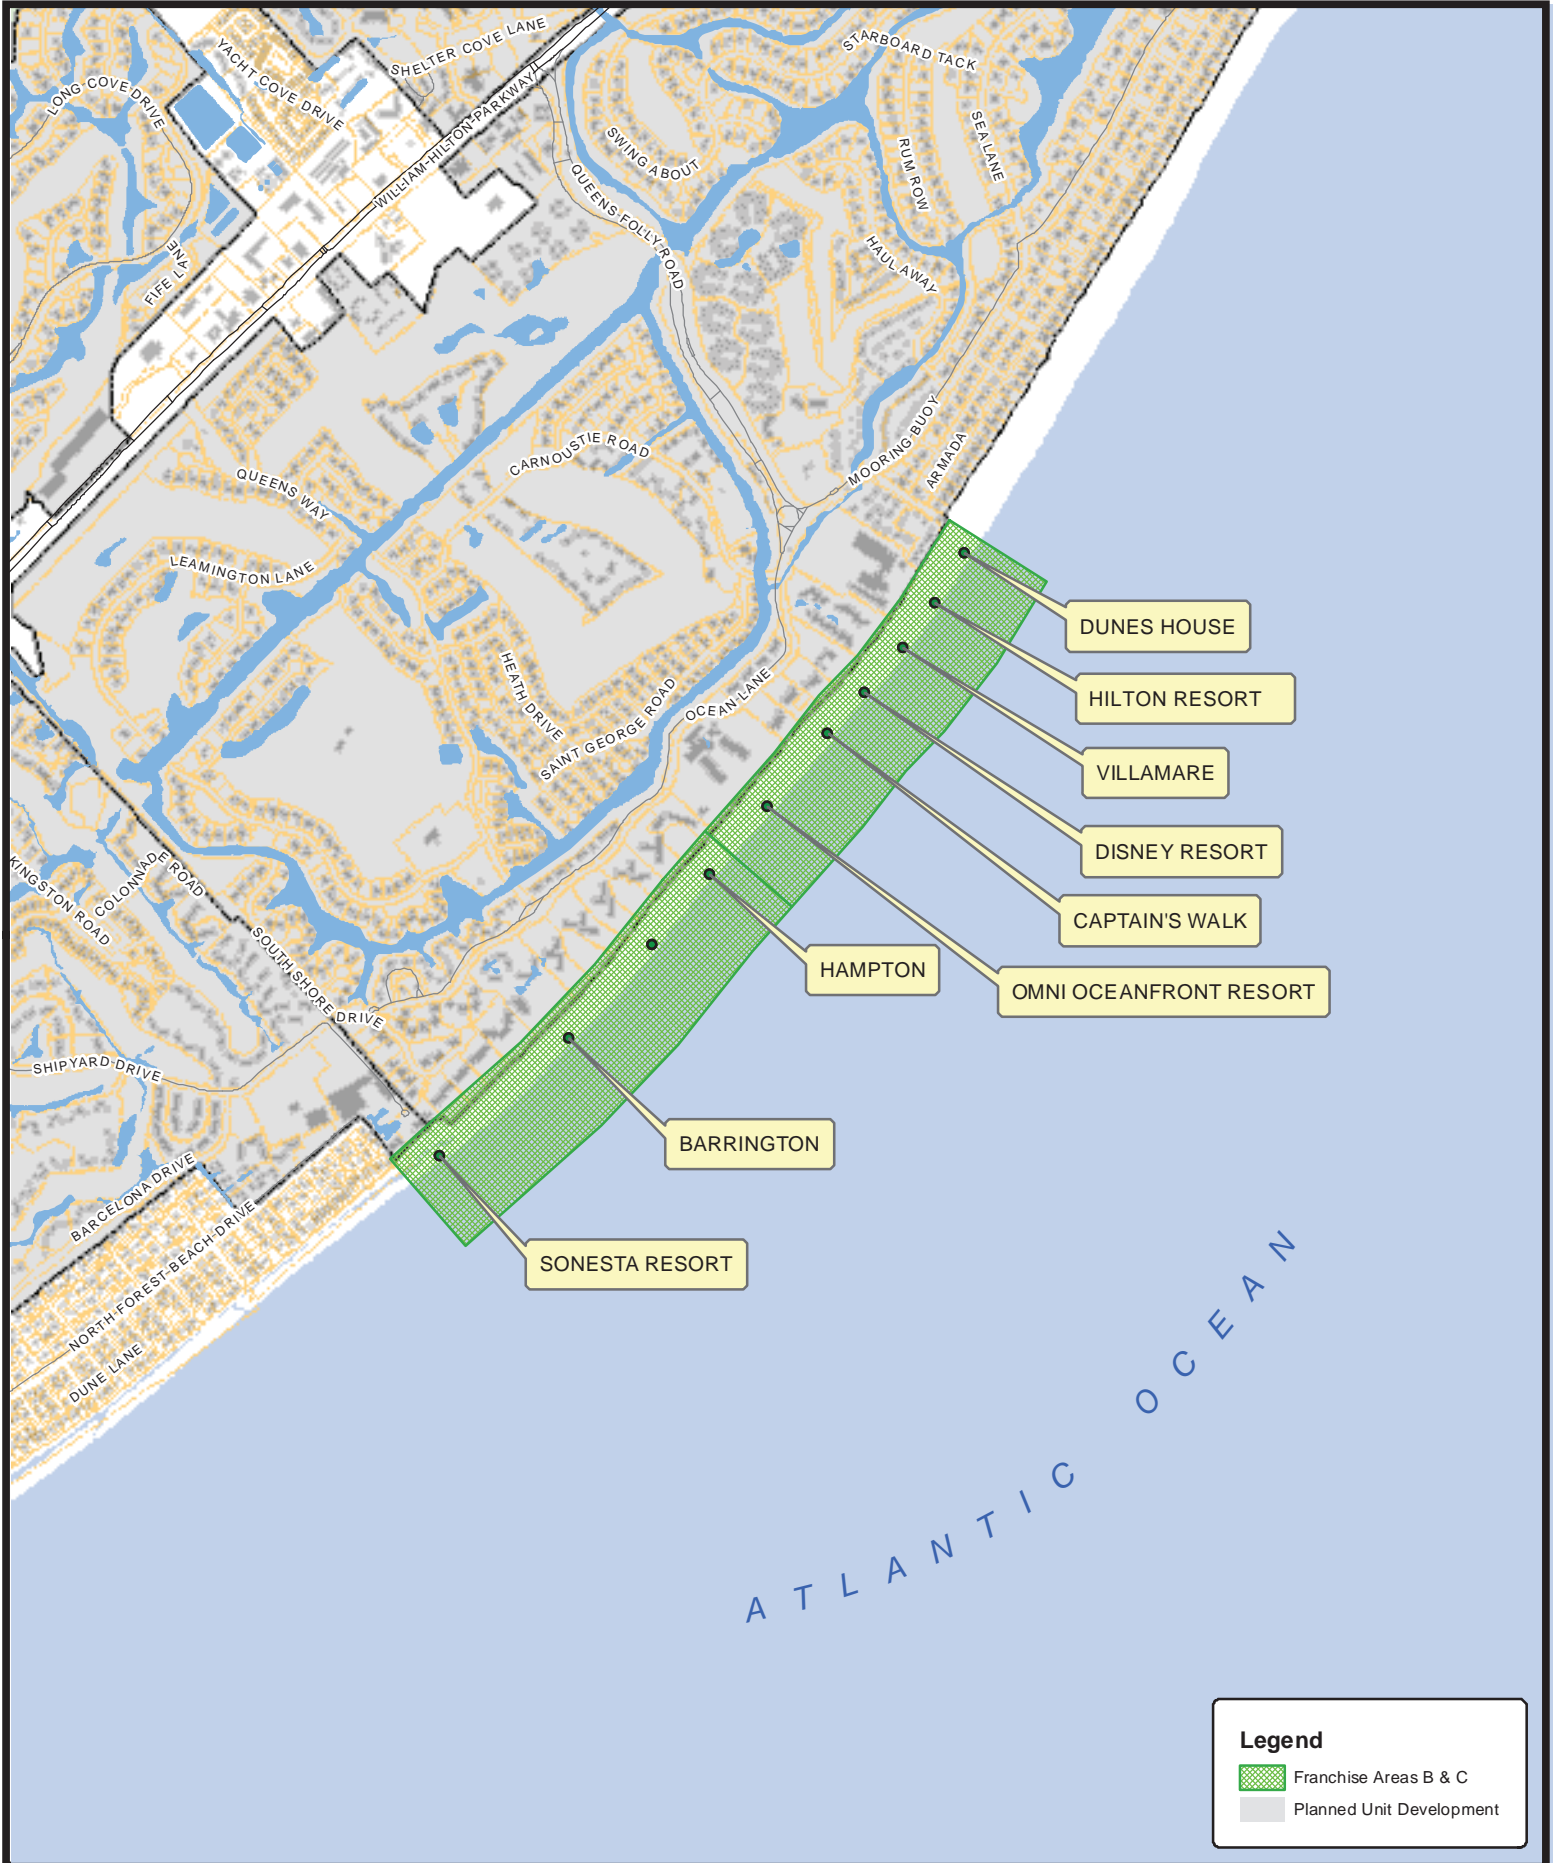 SHELTER COVE LANE
STARBOARD TACK
YACHT COVE DRIVE
LONG COVE DRIVE
WILLIAM HILTON PARKWAY
SWING ABOUT
SEA LANE
RUM ROW
QUEENS FOLLY ROAD
HAUL AWAY
FIFE LANE
MOORING BUOY
ARMADA
CARNOUSTIE ROAD
QUEENS WAY
LEAMINGTON LANE
HEATH DRIVE
SAINT GEORGE ROAD
OCEAN LANE
DUNES HOUSE
HILTON RESORT
VILLAMARE
DISNEY RESORT
CAPTAIN'S WALK
OMNI OCEANFRONT RESORT
HAMPTON
KINGSTON ROAD
COLONNADE ROAD
SOUTH SHORE DRIVE
SHIPYARD DRIVE
BARRINGTON
BARCELONA DRIVE
NORTH FOREST BEACH DRIVE
DUNE LANE
SONESTA RESORT
ATLANTIC OCEAN
Legend
Franchise Areas B & C
Planned Unit Development